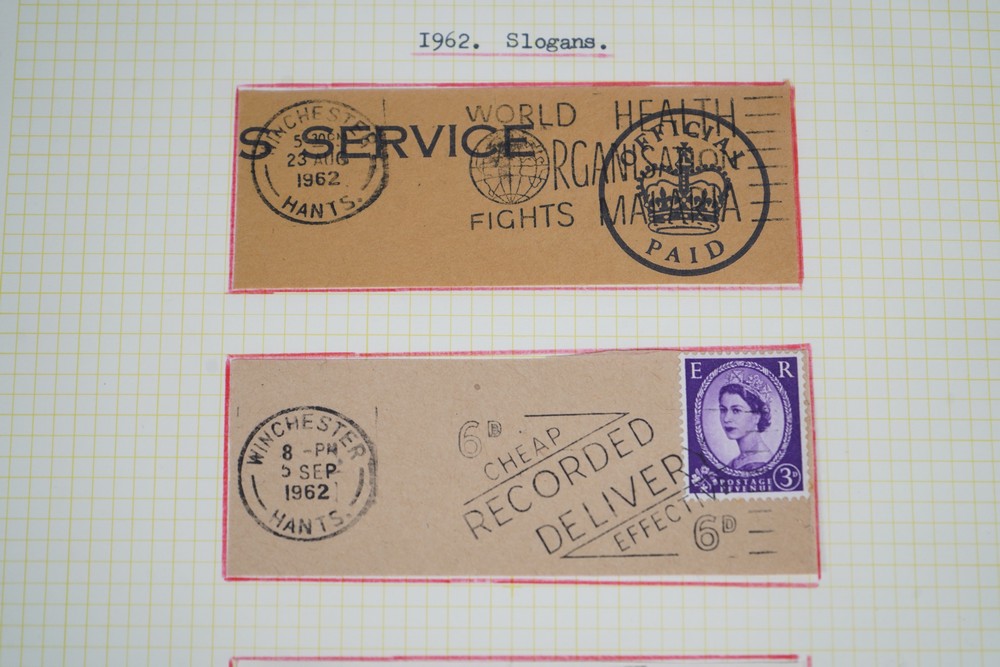 1962. Slogans.
WINCHESTER
23 AUG
1962
HANTS.
S SERVICE
WORLD HEALTH
ORGANISATION
FIGHTS MALARIA
OFFICIAL
PAID
WINCHESTER
8 -PM
5 SEP
1962
HANTS.
6D
CHEAP
RECORDED
DELIVERY
EFFECTIVE
6D
E R
POSTAGE
REVENUE
3D